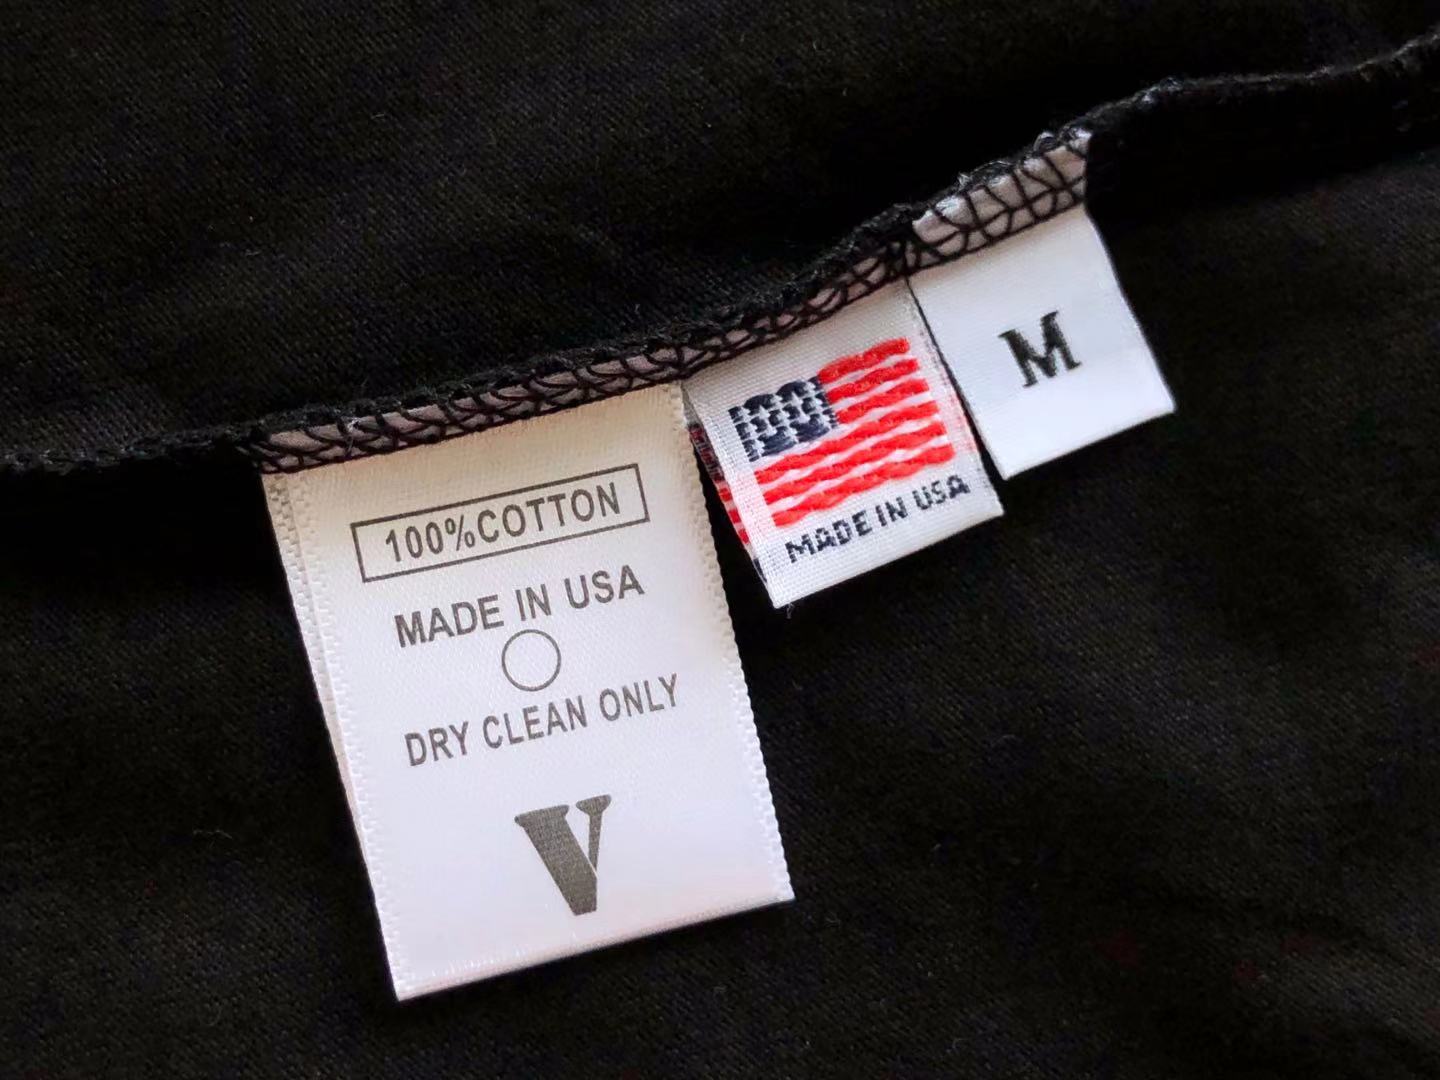 100%COTTON
MADE IN USA
DRY CLEAN ONLY
V
MADE IN USA
M